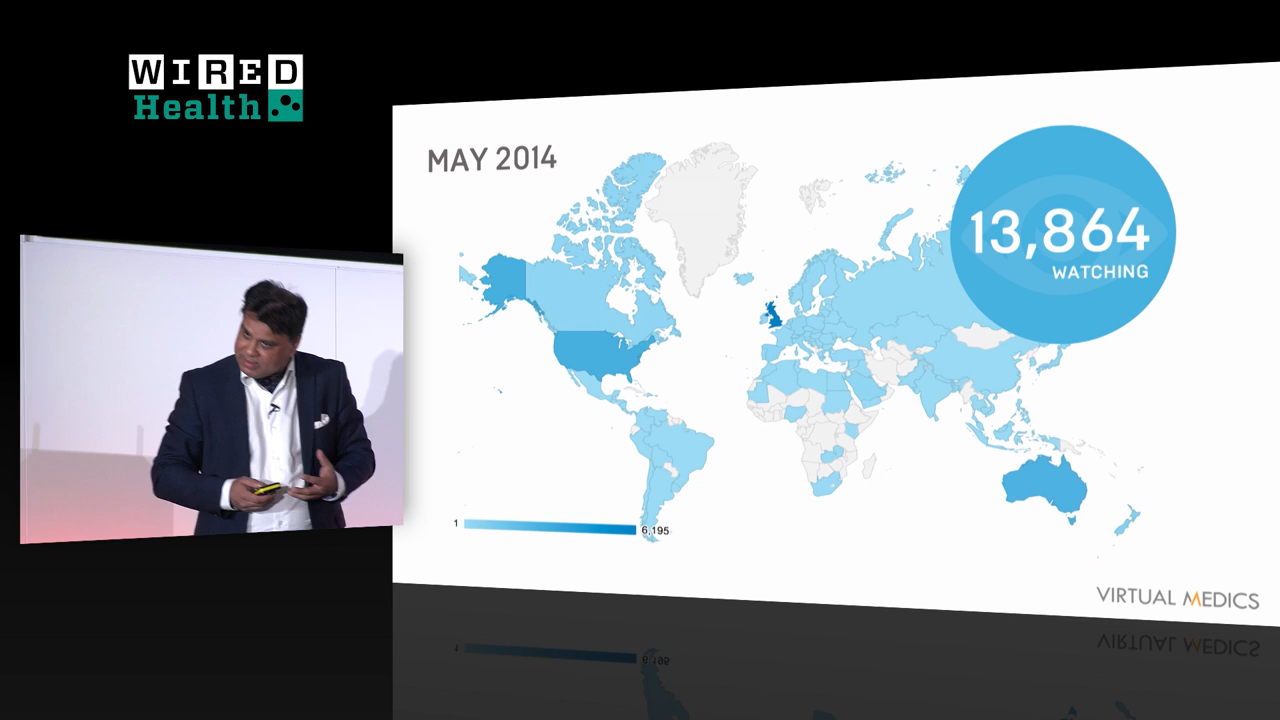 WIRED
Health
MAY 2014
13,864
WATCHING
1
6,195
VIRTUAL MEDICS